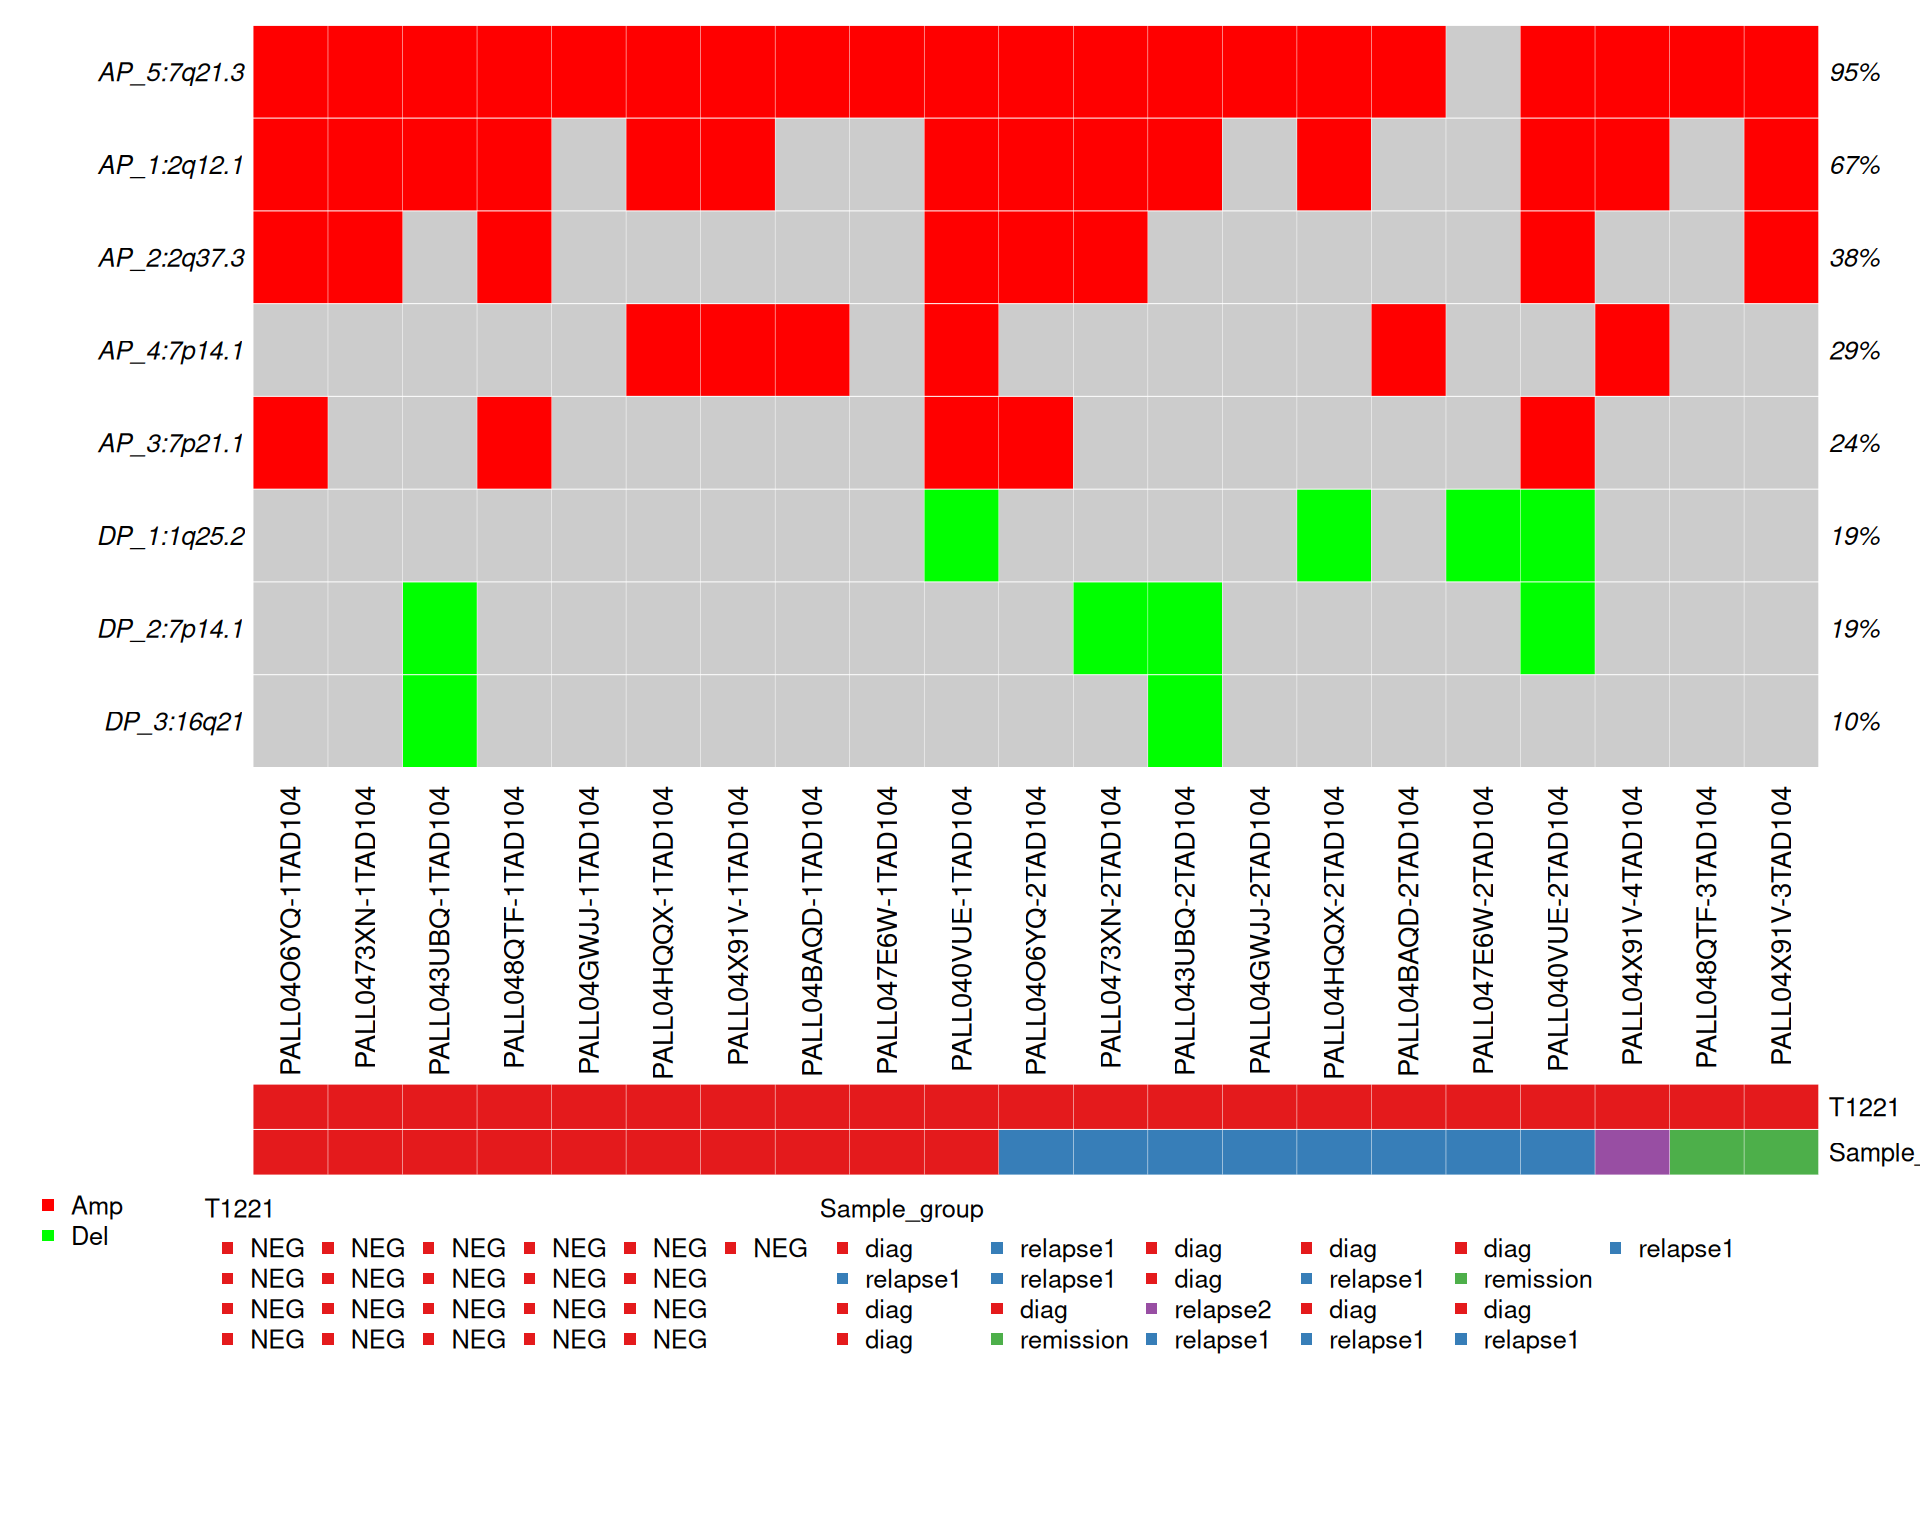 AP_5:7q21.3 95%
AP_1:2q12.1 67%
AP_2:2q37.3 38%
AP_4:7p14.1 29%
AP_3:7p21.1 24%
DP_1:1q25.2 19%
DP_2:7p14.1 19%
DP_3:16q21 10%
PALL04O6YQ-1TAD104
PALL0473XN-1TAD104
PALL043UBQ-1TAD104
PALL048QTF-1TAD104
PALL04GWJJ-1TAD104
PALL04HQQX-1TAD104
PALL04X91V-1TAD104
PALL04BAQD-1TAD104
PALL047E6W-1TAD104
PALL040VUE-1TAD104
PALL04O6YQ-2TAD104
PALL0473XN-2TAD104
PALL043UBQ-2TAD104
PALL04GWJJ-2TAD104
PALL04HQQX-2TAD104
PALL04BAQD-2TAD104
PALL047E6W-2TAD104
PALL040VUE-2TAD104
PALL04X91V-4TAD104
PALL048QTF-3TAD104
PALL04X91V-3TAD104
T1221
Sample_
Amp
Del
T1221
NEG NEG NEG NEG NEG NEG
NEG NEG NEG NEG NEG
NEG NEG NEG NEG NEG
NEG NEG NEG NEG NEG
Sample_group
diag relapse1 diag diag diag relapse1
relapse1 relapse1 diag relapse1 remission
diag diag relapse2 diag diag
diag remission relapse1 relapse1 relapse1